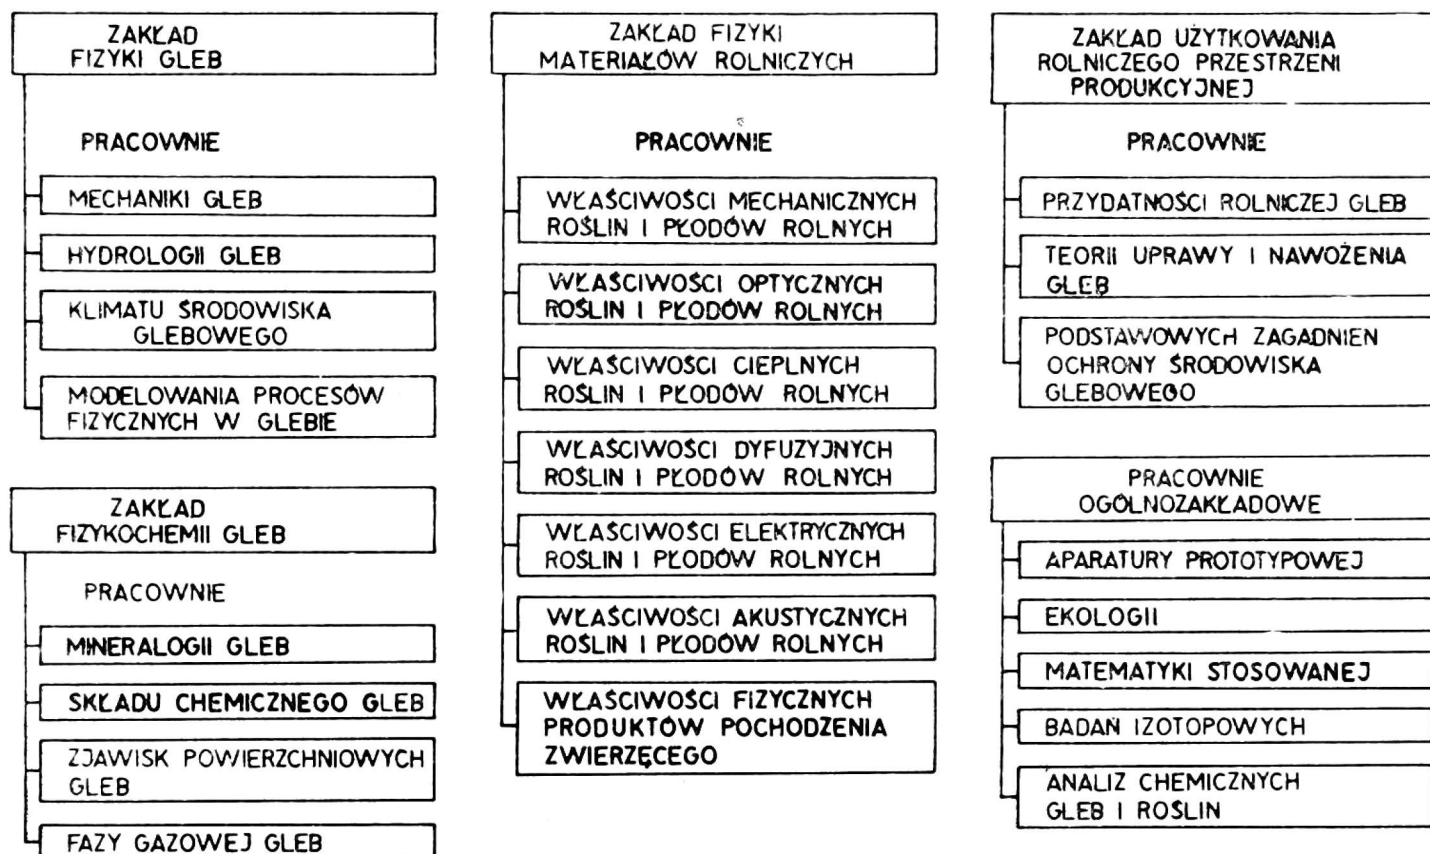 ZAKŁAD
FIZYKI GLEB
PRACOWNIE
MECHANIKI GLEB
HYDROLOGII GLEB
KLIMATU ŚRODOWISKA
GLEBOWEGO
MODELOWANIA PROCESÓW
FIZYCZNYCH W GLEBIE
ZAKŁAD
FIZYKOCHEMII GLEB
PRACOWNIE
MINERALOGII GLEB
SKŁADU CHEMICZNEGO GLEB
ZJAWISK POWIERZCHNIOWYCH
GLEB
FAZY GAZOWEJ GLEB
ZAKŁAD FIZYKI
MATERIAŁÓW ROLNICZYCH
PRACOWNIE
WŁAŚCIWOŚCI MECHANICZNYCH
ROŚLIN I PŁODÓW ROLNYCH
WŁAŚCIWOŚCI OPTYCZNYCH
ROŚLIN I PŁODÓW ROLNYCH
WŁAŚCIWOŚCI CIEPLNYCH
ROŚLIN I PŁODÓW ROLNYCH
WŁAŚCIWOŚCI DYFUZYJNYCH
ROŚLIN I PŁODÓW ROLNYCH
WŁAŚCIWOŚCI ELEKTRYCZNYCH
ROŚLIN I PŁODÓW ROLNYCH
WŁAŚCIWOŚCI AKUSTYCZNYCH
ROŚLIN I PŁODÓW ROLNYCH
WŁAŚCIWOŚCI FIZYCZNYCH
PRODUKTÓW POCHODZENIA
ZWIERZĘCEGO
ZAKŁAD UŻYTKOWANIA
ROLNICZEGO PRZESTRZENI
PRODUKCYJNEJ
PRACOWNIE
PRZYDATNOŚCI ROLNICZEJ GLEB
TEORII UPRAWY I NAWOŻENIA
GLEB
PODSTAWOWYCH ZAGADNIEN
OCHRONY ŚRODOWISKA
GLEBOWEGO
PRACOWNIE
OGÓLNOZAKŁADOWE
APARATURY PROTOTYPOWEJ
EKOLOGII
MATEMATYKI STOSOWANEJ
BADAŃ IZOTOPOWYCH
ANALIZ CHEMICZNYCH
GLEB I ROŚLIN